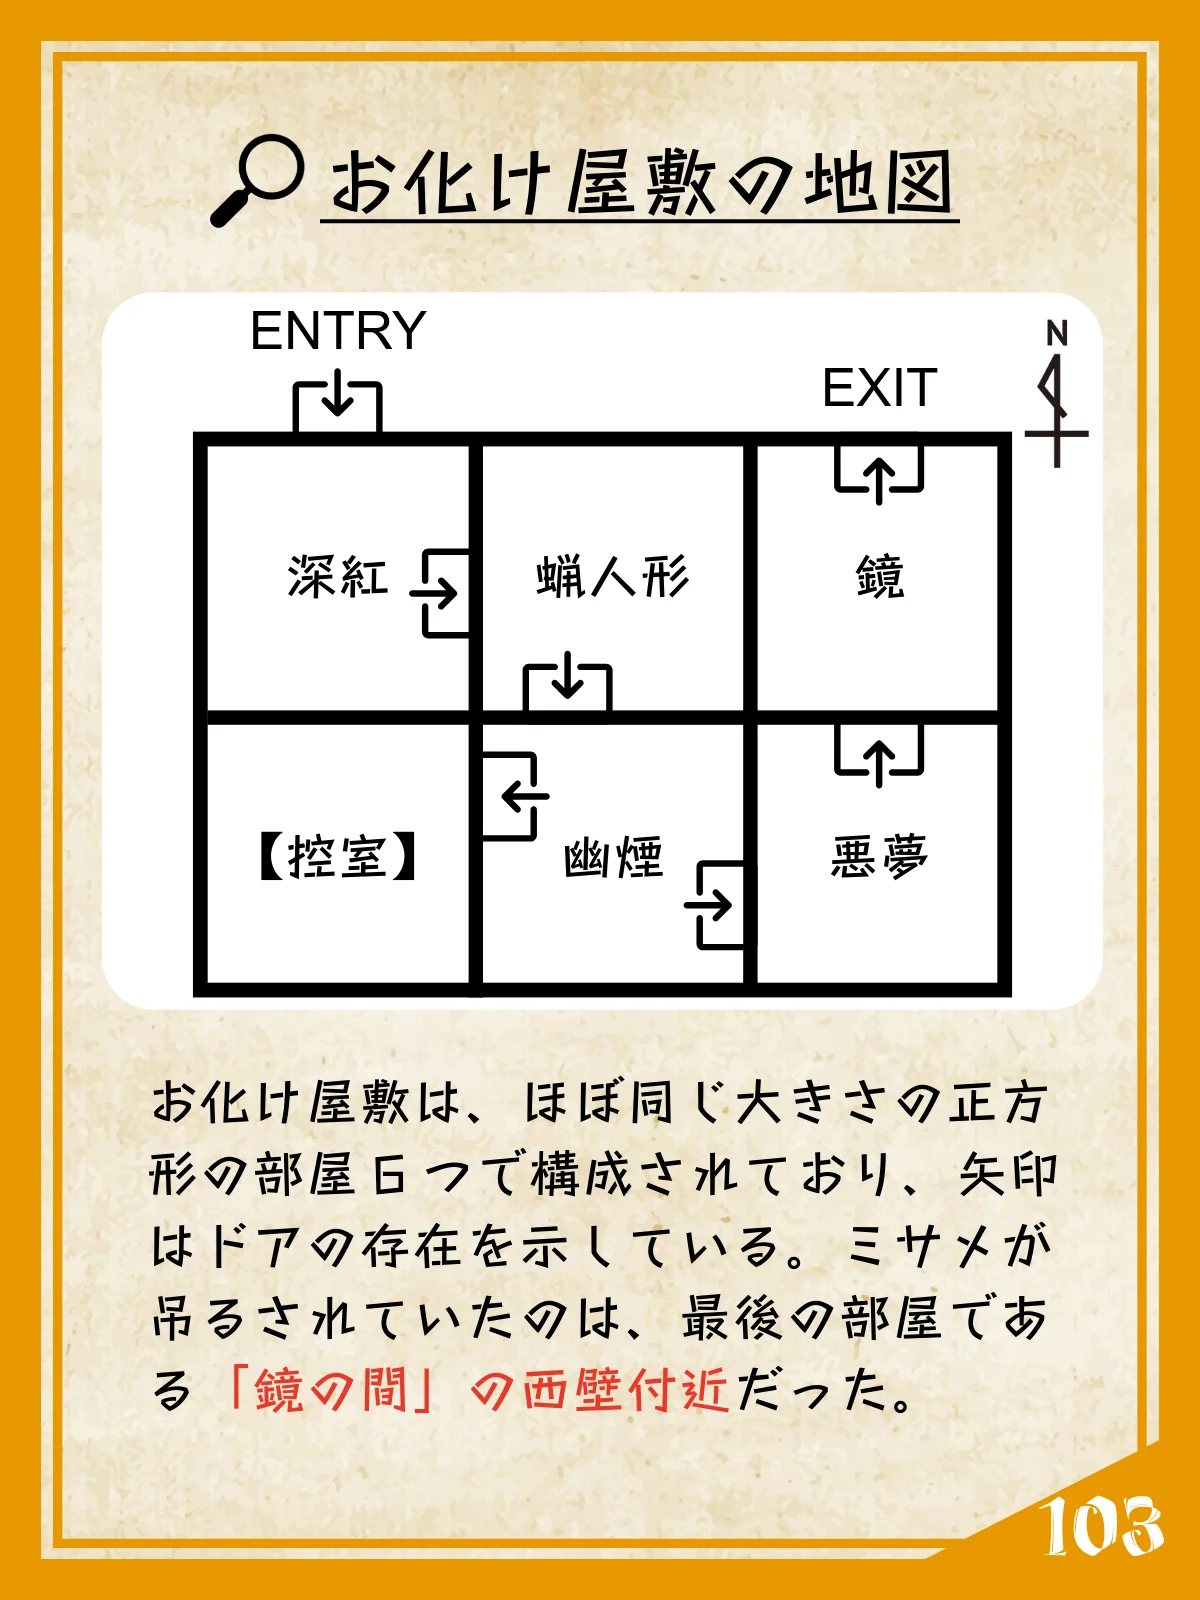 お化け屋敷の地図
ENTRY
EXIT
N
深紅
蝋人形
鏡
【控室】
幽煙
悪夢
お化け屋敷は、ほぼ同じ大きさの正方
形の部屋6つで構成されており、矢印
はドアの存在を示している。ミサメが
吊るされていたのは、最後の部屋であ
る「鏡の間」の西壁付近だった。
103